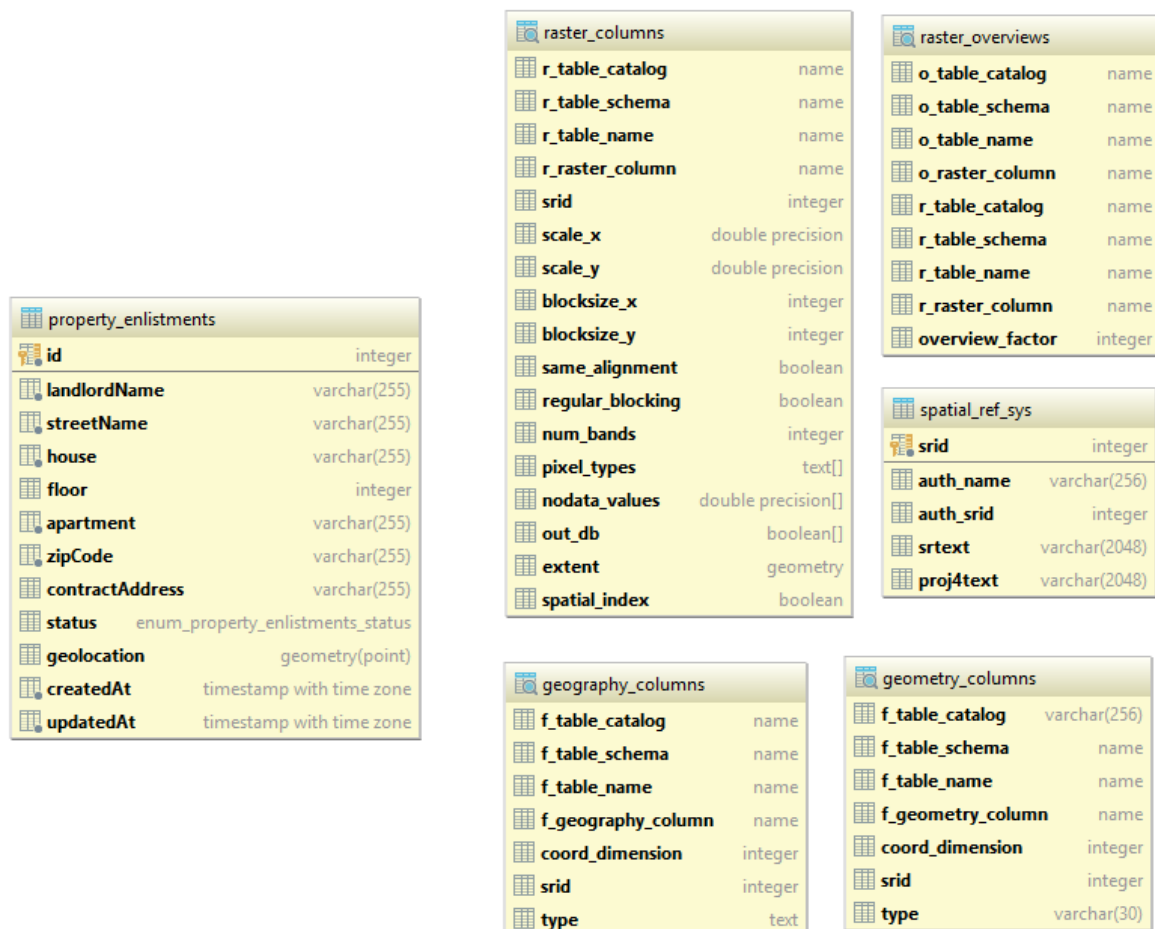 property_enlistments
id integer
landlordName varchar(255)
streetName varchar(255)
house varchar(255)
floor integer
apartment varchar(255)
zipCode varchar(255)
contractAddress varchar(255)
status enum_property_enlistments_status
geolocation geometry(point)
createdAt timestamp with time zone
updatedAt timestamp with time zone
raster_columns
r_table_catalog name
r_table_schema name
r_table_name name
r_raster_column name
srid integer
scale_x double precision
scale_y double precision
blocksize_x integer
blocksize_y integer
same_alignment boolean
regular_blocking boolean
num_bands integer
pixel_types text[]
nodata_values double precision[]
out_db boolean[]
extent geometry
spatial_index boolean
raster_overviews
o_table_catalog name
o_table_schema name
o_table_name name
o_raster_column name
r_table_catalog name
r_table_schema name
r_table_name name
r_raster_column name
overview_factor integer
spatial_ref_sys
srid integer
auth_name varchar(256)
auth_srid integer
srtext varchar(2048)
proj4text varchar(2048)
geography_columns
f_table_catalog name
f_table_schema name
f_table_name name
f_geography_column name
coord_dimension integer
srid integer
type text
geometry_columns
f_table_catalog varchar(256)
f_table_schema name
f_table_name name
f_geometry_column name
coord_dimension integer
srid integer
type varchar(30)